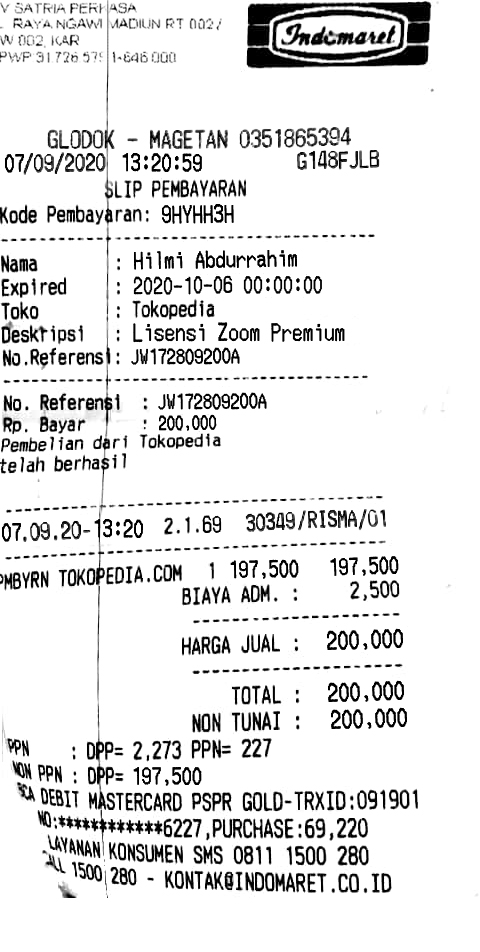 V SATRIA PERKASA
L. RAYA NGAWI MADIUN RT 002/
W 002, KAR
PWP 31.726.575 1-646.000
Indomaret
GLODOK - MAGETAN 0351865394
07/09/2020 13:20:59 G148FJLB
SLIP PEMBAYARAN
Kode Pembayaran: 9HYHH3H
Nama : Hilmi Abdurrahim
Expired : 2020-10-06 00:00:00
Toko : Tokopedia
Deskripsi : Lisensi Zoom Premium
No.Referensi: JW172809200A
No. Referensi : JW172809200A
Rp. Bayar : 200,000
Pembelian dari Tokopedia
telah berhasil
07.09.20-13:20 2.1.69 30349/RISMA/01
PMBYRN TOKOPEDIA.COM 1 197,500 197,500
BIAYA ADM. : 2,500
HARGA JUAL : 200,000
TOTAL : 200,000
NON TUNAI : 200,000
PPN : DPP= 2,273 PPN= 227
NON PPN : DPP= 197,500
BCA DEBIT MASTERCARD PSPR GOLD-TRXID:091901
NO:************6227,PURCHASE:69,220
LAYANAN KONSUMEN SMS 0811 1500 280
CALL 1500 280 - KONTAK@INDOMARET.CO.ID